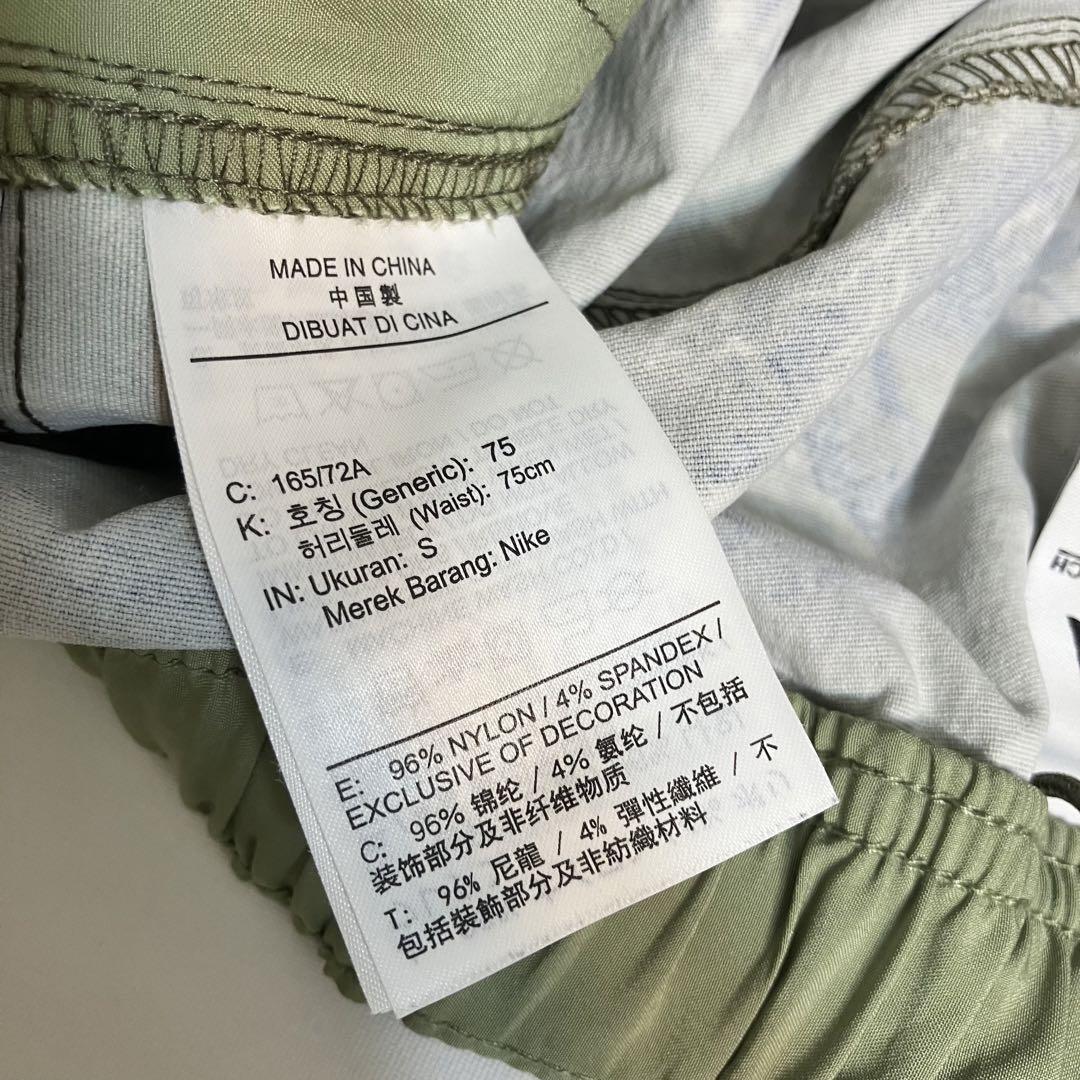 MADE IN CHINA
中国製
DIBUAT DI CINA
C: 165/72A
K: 호칭 (Generic): 75
허리둘레 (Waist): 75cm
IN: Ukuran: S
Merek Barang: Nike
E: 96% NYLON / 4% SPANDEX /
EXCLUSIVE OF DECORATION
C: 96% 锦纶 / 4% 氨纶 / 不包括
装饰部分及非纤维物质
T: 96% 尼龍 / 4% 彈性纖維 / 不
包括裝飾部分及非紡織材料